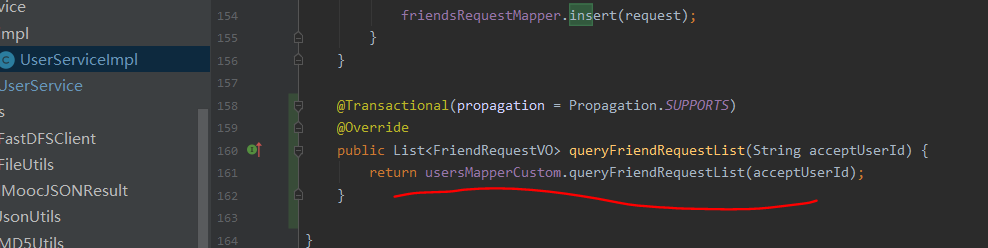 vice
mpl
UserServiceImpl
UserService
s
FastDFSClient
FileUtils
MoocJSONResult
JsonUtils
MD5Utils
154 friendsRequestMapper.insert(request);
155 }
156 }
157
158 @Transactional(propagation = Propagation.SUPPORTS)
159 @Override
160 public List<FriendRequestVO> queryFriendRequestList(String acceptUserId) {
161 return usersMapperCustom.queryFriendRequestList(acceptUserId);
162 }
163
164 }